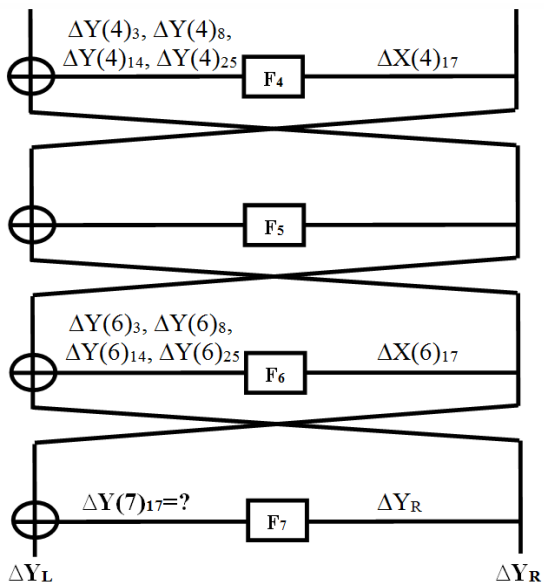 ΔY(4)₃, ΔY(4)₈,
ΔY(4)₁₄, ΔY(4)₂₅ F₄ ΔX(4)₁₇
F₅
ΔY(6)₃, ΔY(6)₈,
ΔY(6)₁₄, ΔY(6)₂₅ F₆ ΔX(6)₁₇
ΔY(7)₁₇=? F₇ ΔY_R
ΔY_L ΔY_R